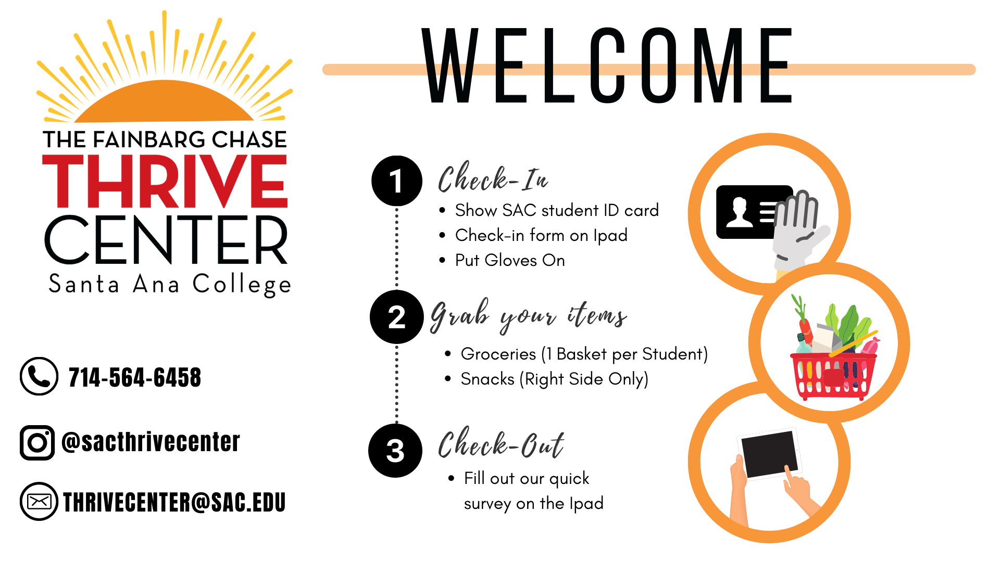 THE FAINBARG CHASE
THRIVE
CENTER
Santa Ana College
714-564-6458
@sacthrivecenter
THRIVECENTER@SAC.EDU
WELCOME
1
Check-In
• Show SAC student ID card
• Check-in form on Ipad
• Put Gloves On
2
Grab your items
• Groceries (1 Basket per Student)
• Snacks (Right Side Only)
3
Check-Out
• Fill out our quick
survey on the Ipad